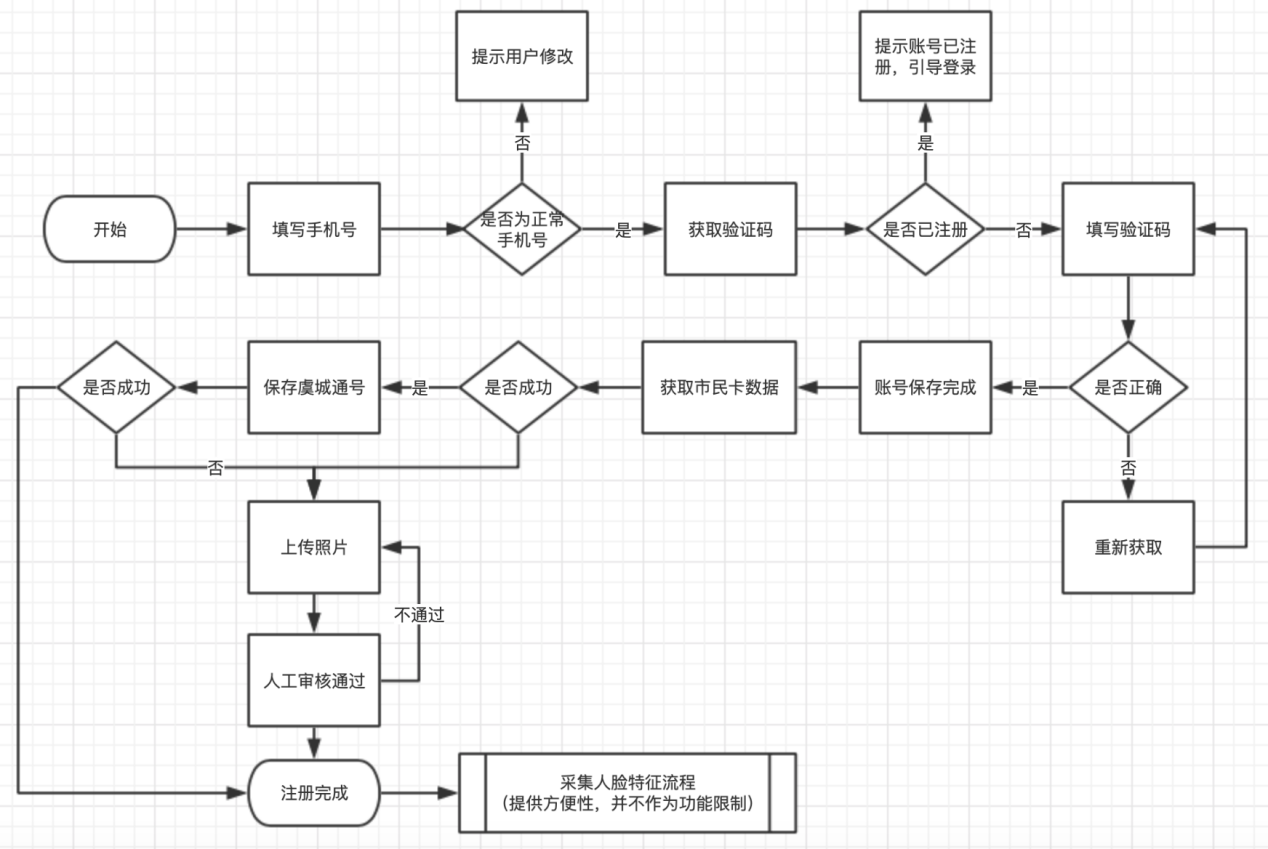 提示用户修改
提示账号已注
册，引导登录
否
是
开始
填写手机号
是否为正常
手机号
是
获取验证码
是否已注册
否
填写验证码
是否成功
保存虞城通号
是
是否成功
获取市民卡数据
账号保存完成
是
是否正确
否
否
上传照片
重新获取
不通过
人工审核通过
注册完成
采集人脸特征流程
（提供方便性，并不作为功能限制）